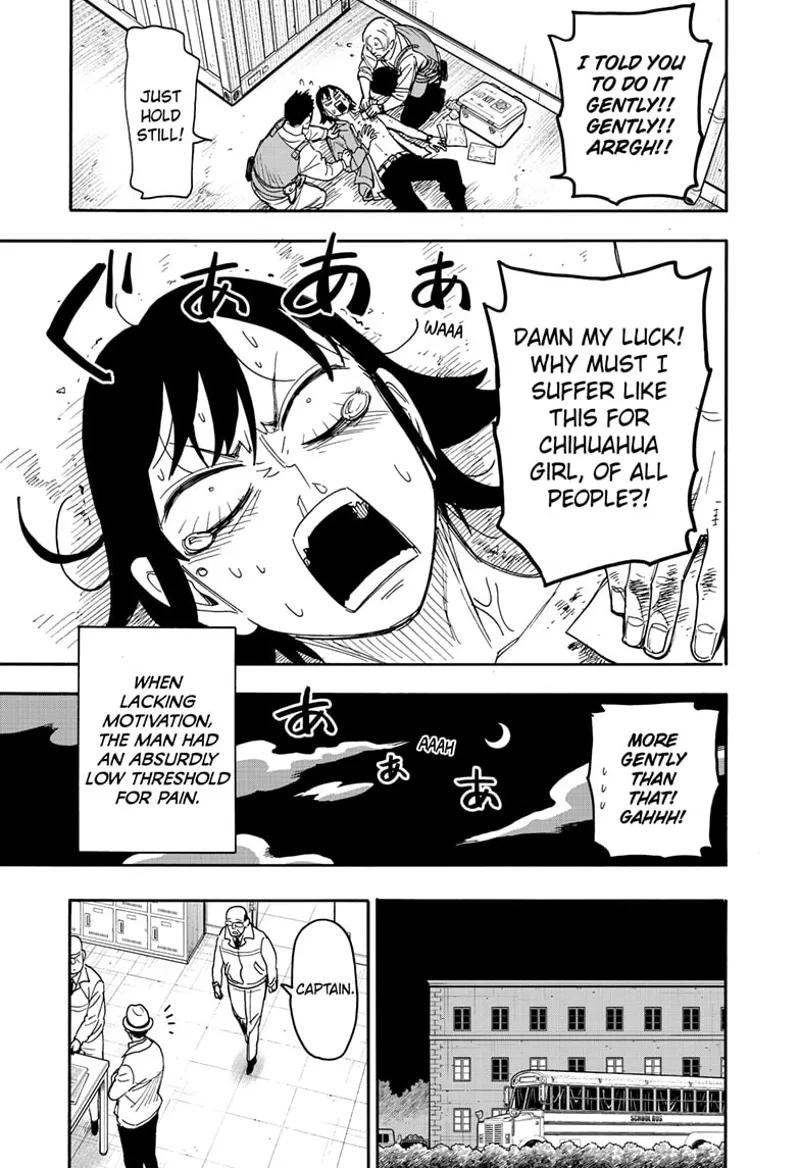 I TOLD YOU
TO DO IT
GENTLY!!
GENTLY!!
ARRGH!!
JUST
HOLD
STILL!
DAMN MY LUCK!
WHY MUST I
SUFFER LIKE
THIS FOR
CHIHUAHUA
GIRL, OF ALL
PEOPLE?!
あ
あ
あ
WAAÁ
MORE
GENTLY
THAN
THAT!
GAHHH!
あ
AAAH
あ
あ
WHEN
LACKING
MOTIVATION,
THE MAN HAD
AN ABSURDLY
LOW THRESHOLD
FOR PAIN.
SCHOOL BUS
CAPTAIN.